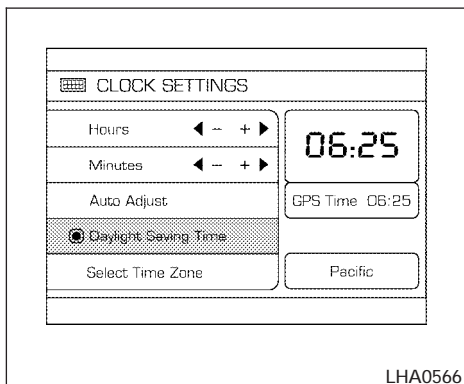 CLOCK SETTINGS
Hours ◀ – + ▶
Minutes ◀ – + ▶
Auto Adjust
Daylight Saving Time
Select Time Zone
06:25
GPS Time 06:25
Pacific
LHA0566